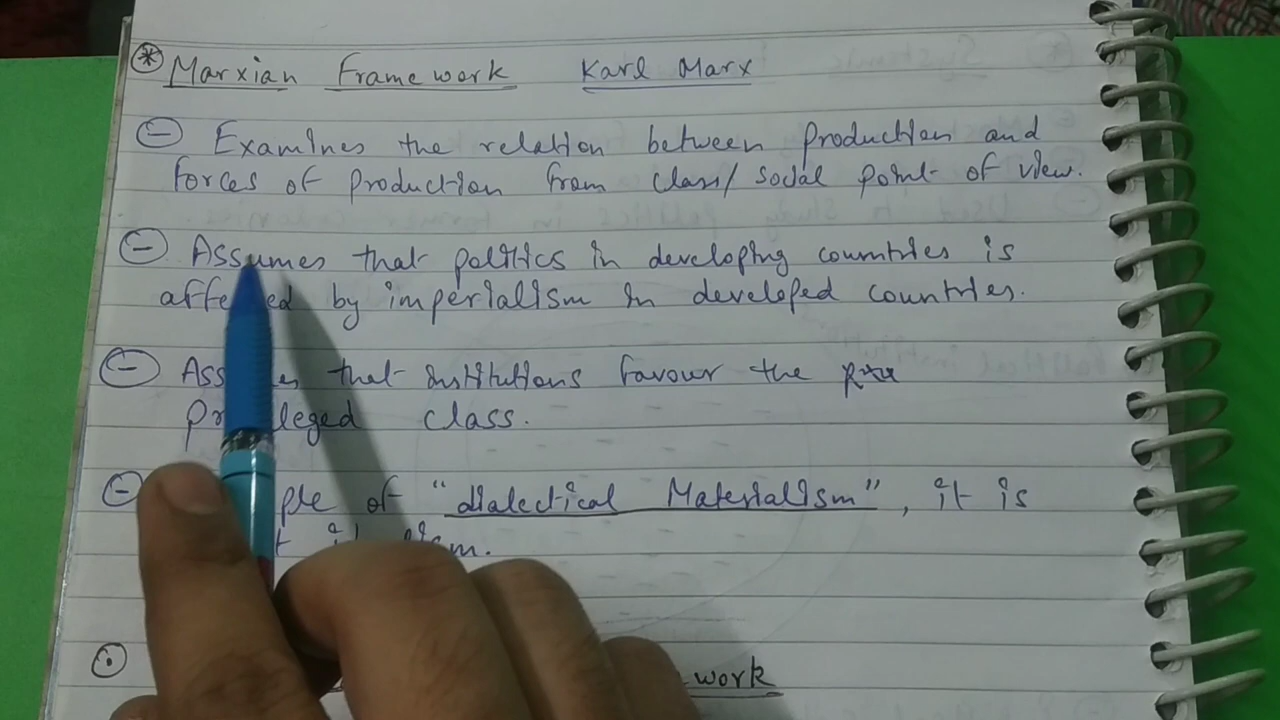 Marxian Framework Karl Marx
Examines the relation between production and
forces of production from class/social point of view.
Assumes that politics in developing countries is
affected by imperialism in developed countries.
Assumes that institutions favour the
privileged class.
of "dialectical Materialism", it is
work